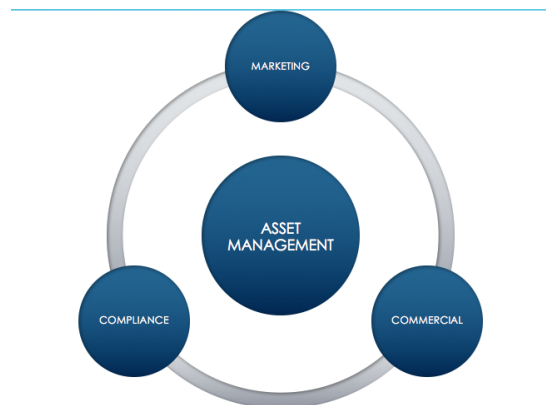 MARKETING
ASSET
MANAGEMENT
COMPLIANCE
COMMERCIAL